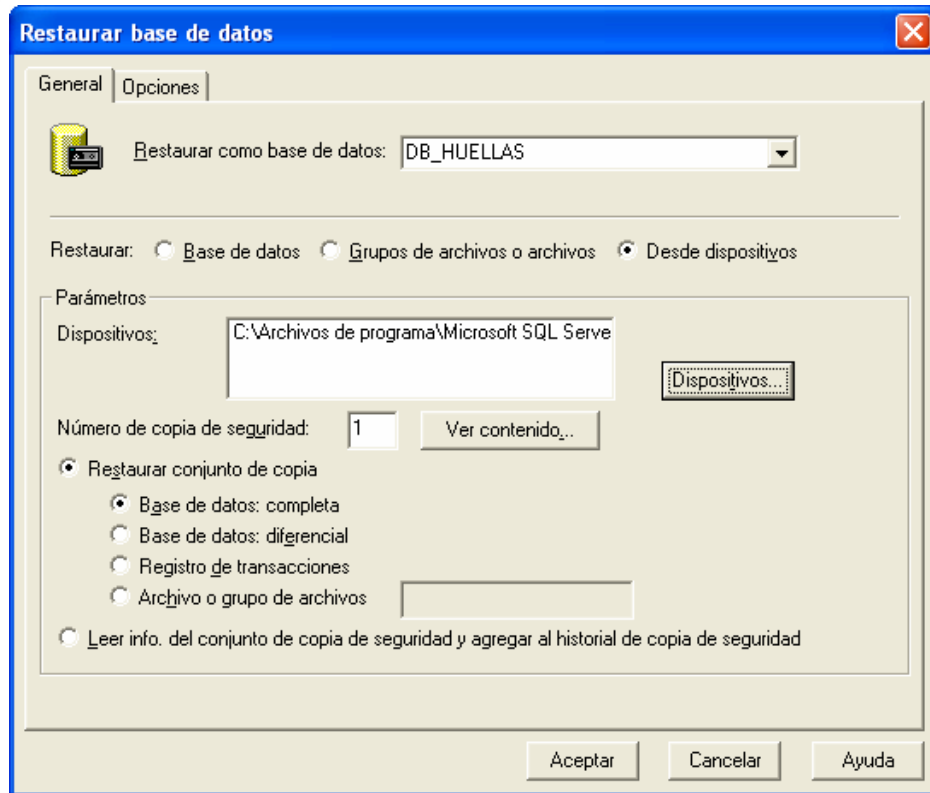 Restaurar base de datos
General Opciones
Restaurar como base de datos: DB_HUELLAS
Restaurar: Base de datos Grupos de archivos o archivos Desde dispositivos
Parámetros
Dispositivos: C:\Archivos de programa\Microsoft SQL Serve
Dispositivos...
Número de copia de seguridad: 1 Ver contenido...
Restaurar conjunto de copia
Base de datos: completa
Base de datos: diferencial
Registro de transacciones
Archivo o grupo de archivos
Leer info. del conjunto de copia de seguridad y agregar al historial de copia de seguridad
Aceptar Cancelar Ayuda